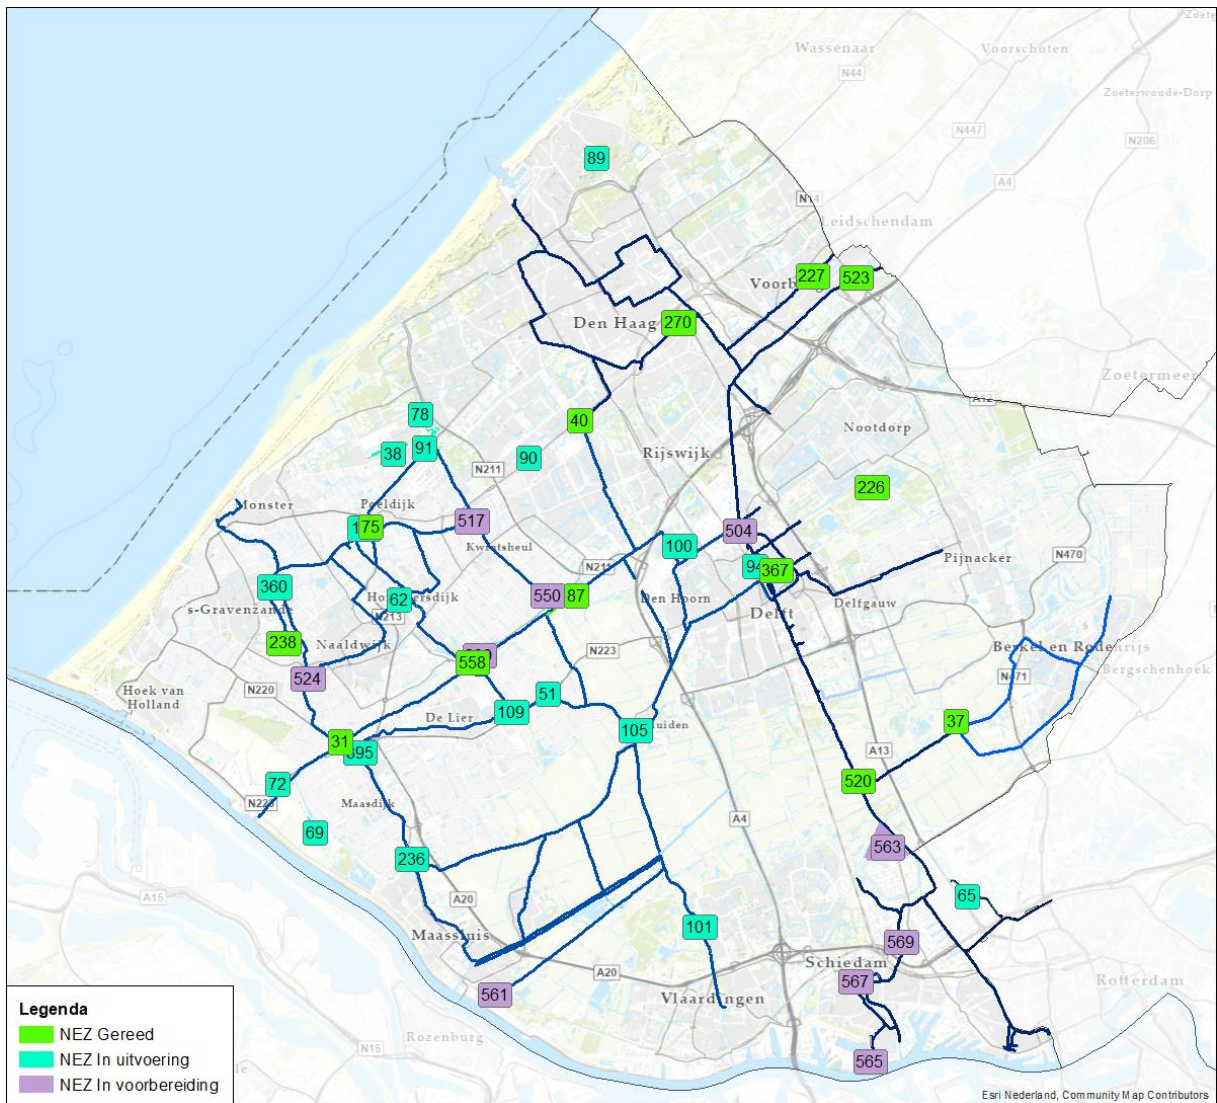 Wassenaar
Voorschoten
N44
Zoeterwoude-Dorp
N447
N206
89
A4
N14
Leidschendam
227
523
270
Den Haag
Zoetermeer
A12
78
40
Nootdorp
91
38
90
Rijswijk
N211
226
Monster
Poeldijk
75
517
504
Kwintsheul
100
Pijnacker
N470
N211
94
367
360
62
550
87
Den Hoorn
Delft
Delfgauw
s-Gravenzande
N213
238
Naaldwijk
558
N223
524
N220
Hoek van
Holland
51
N471
Bergschenhoek
De Lier
109
105
37
31
A13
72
520
Maasdijk
69
A4
563
236
65
A15
A20
101
Maassluis
569
Schiedam
A20
567
Rotterdam
561
Vlaardingen
Rozenburg
N15
565
Legenda
NEZ Gereed
NEZ In uitvoering
NEZ In voorbereiding
Esri Nederland, Community Map Contributors